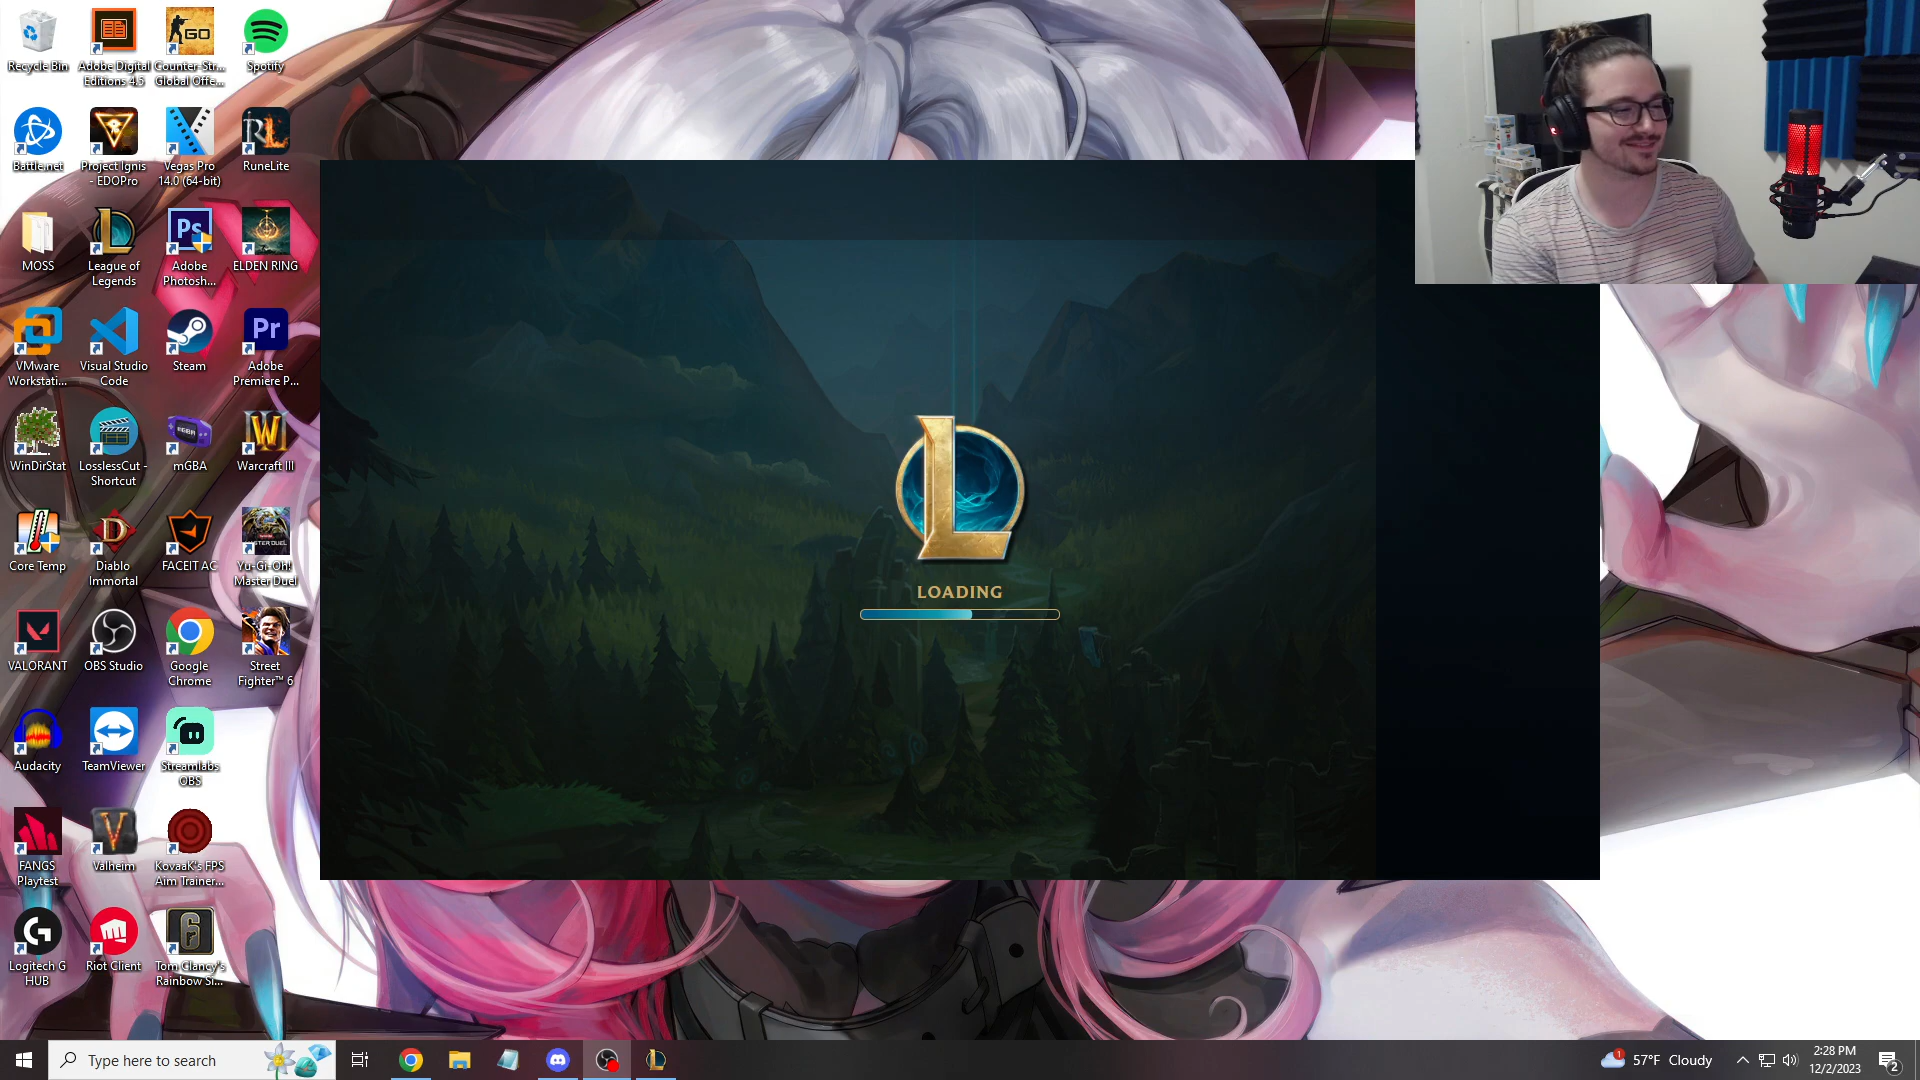 Recycle Bin
Adobe Digital
Editions 4.5
Counter-Str...
Global Offe...
Spotify
Battle.net
Project Ignis
- EDOPro
Vegas Pro
14.0 (64-bit)
RuneLite
MOSS
League of
Legends
Adobe
Photosh...
ELDEN RING
VMware
Workstati...
Visual Studio
Code
Steam
Adobe
Premiere P...
WinDirStat
LosslessCut -
Shortcut
mGBA
Warcraft III
Core Temp
Diablo
Immortal
FACEIT AC
Yu-Gi-Oh!
Master Duel
VALORANT
OBS Studio
Google
Chrome
Street
Fighter™ 6
Audacity
TeamViewer
Streamlabs
OBS
FANGS
Playtest
Valheim
KovaaK's FPS
Aim Trainer...
Logitech G
HUB
Riot Client
Tom Clancy's
Rainbow Si...
LOADING
Type here to search
57°F Cloudy
2:28 PM
12/2/2023
2